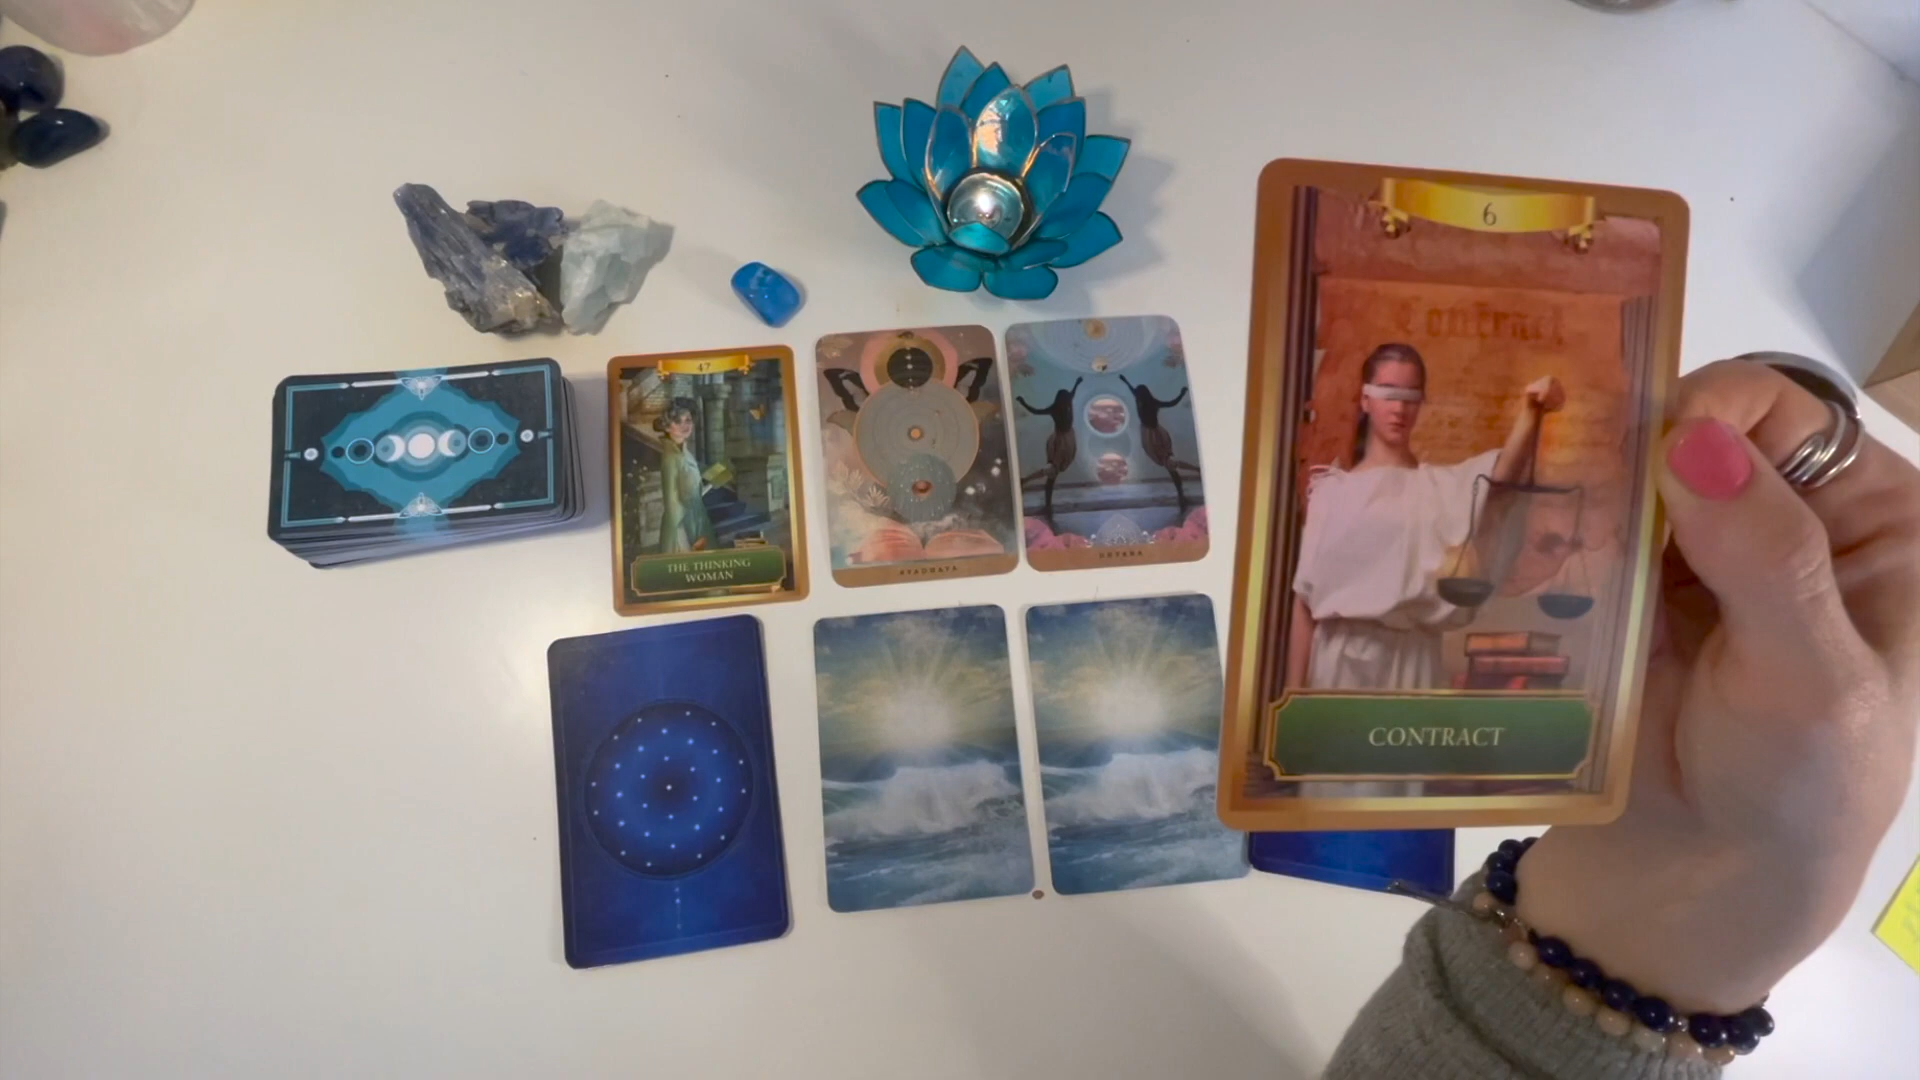 6
Contract
CONTRACT
47
THE THINKING
WOMAN